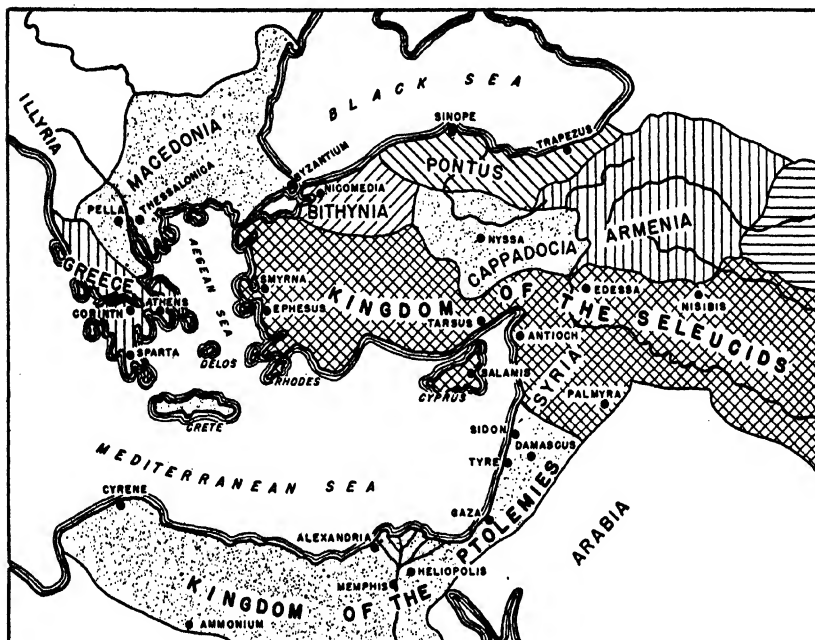 BLACK SEA
ILLYRIA
MACEDONIA
SINOPE
TRAPEZUS
BYZANTIUM
PONTUS
THESSALONICA
NICOMEDIA
BITHYNIA
PELLA
NYSSA
CAPPADOCIA
ARMENIA
AEGEAN SEA
GREECE
SMYRNA
KINGDOM OF THE SELEUCIDS
EDESSA
NISIBIS
CORINTH
ATHENS
EPHESUS
TARSUS
ANTIOCH
SPARTA
DELOS
RHODES
SALAMIS
CYPRUS
SYRIA
PALMYRA
CRETE
SIDON
DAMASCUS
TYRE
MEDITERRANEAN SEA
CYRENE
GAZA
ALEXANDRIA
ARABIA
HELIOPOLIS
MEMPHIS
KINGDOM OF THE PTOLEMIES
AMMONIUM